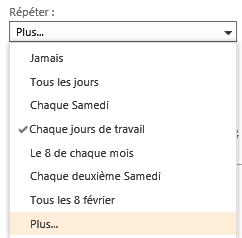 Répéter :
Plus...
Jamais
Tous les jours
Chaque Samedi
Chaque jours de travail
Le 8 de chaque mois
Chaque deuxième Samedi
Tous les 8 février
Plus...